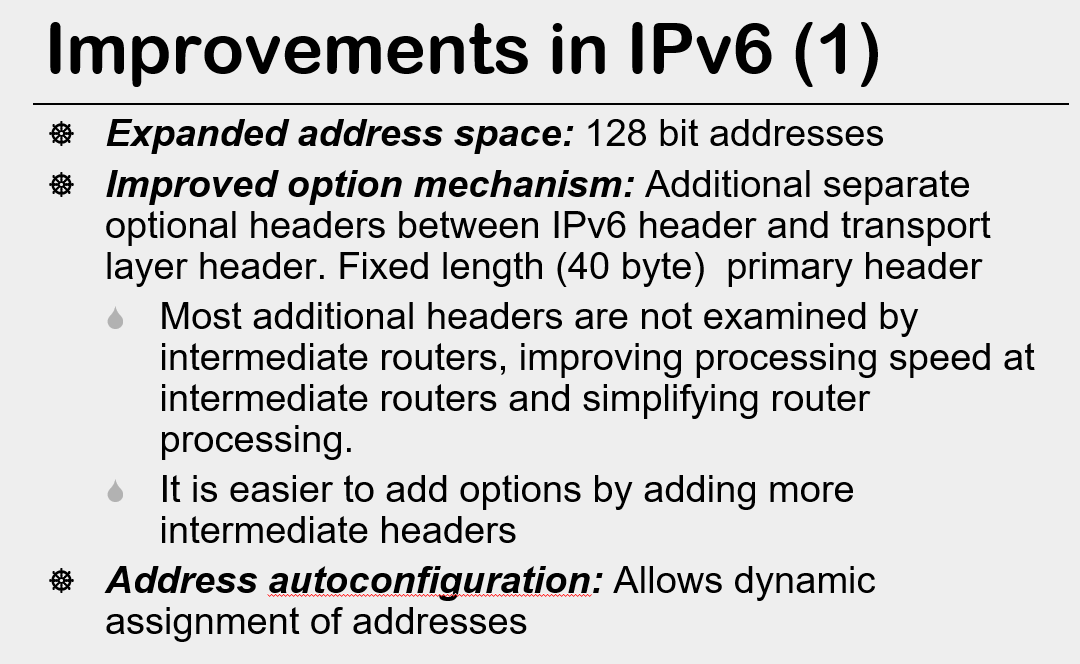 Improvements in IPv6 (1)
Expanded address space: 128 bit addresses
Improved option mechanism: Additional separate
optional headers between IPv6 header and transport
layer header. Fixed length (40 byte)  primary header
Most additional headers are not examined by
intermediate routers, improving processing speed at
intermediate routers and simplifying router
processing.
It is easier to add options by adding more
intermediate headers
Address autoconfiguration: Allows dynamic
assignment of addresses